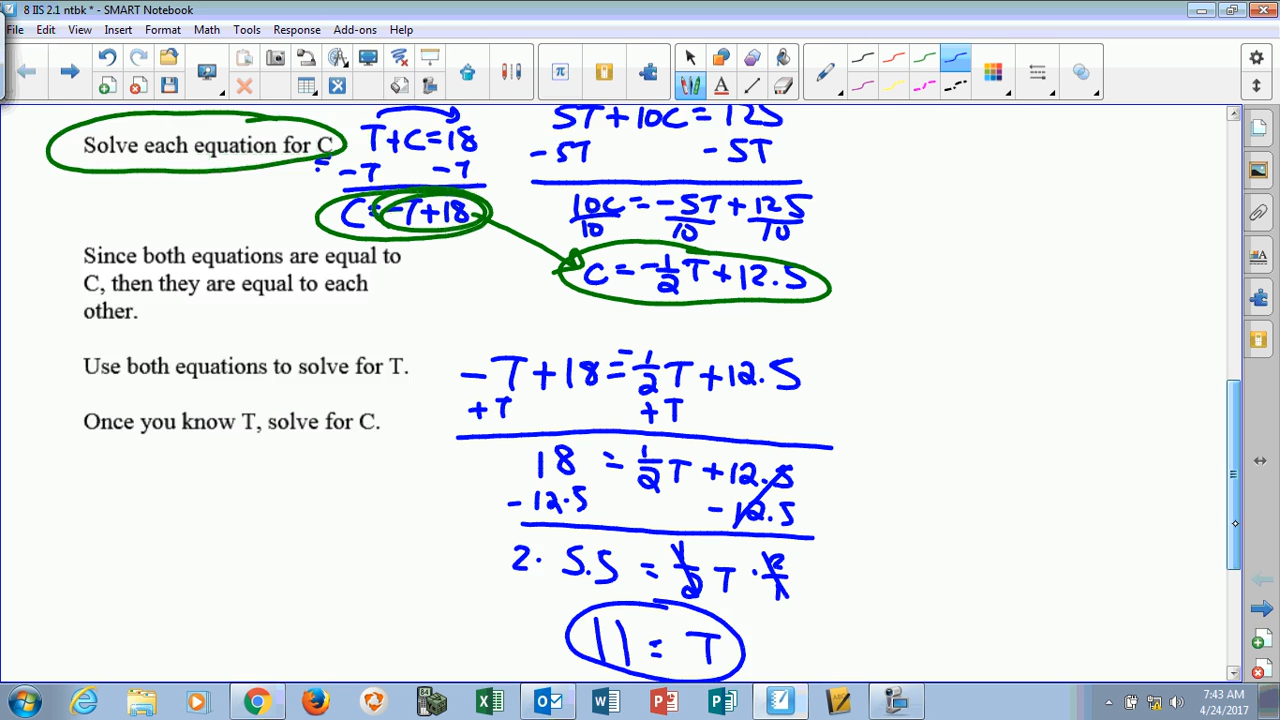 8 IIS 2.1 ntbk * - SMART Notebook
File Edit View Insert Format Math Tools Response Add-ons Help
Solve each equation for C
T+C=18
-T -T
C=-T+18
5T+10C=125
-5T -5T
10C=-5T+125
10 10 10
C=-1/2T+12.5
Since both equations are equal to
C, then they are equal to each
other.
Use both equations to solve for T.
Once you know T, solve for C.
-T+18=-1/2T+12.5
+T +T
18=1/2T+12.5
-12.5 -12.5
2·5.5=1/2T·2/1
11=T
7:43 AM
4/24/2017